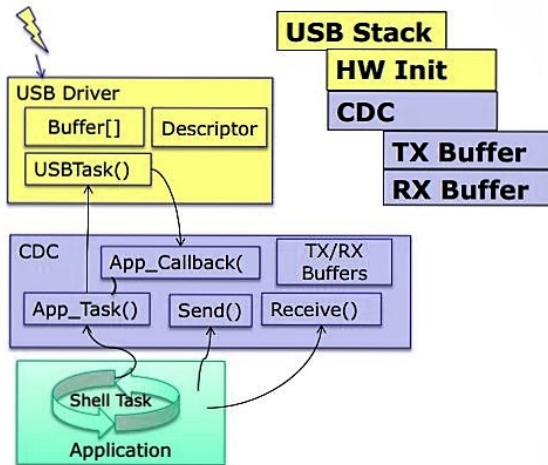 USB Stack
HW Init
CDC
TX Buffer
RX Buffer
USB Driver
Buffer[]
Descriptor
USBTask()
CDC
App_Callback(
TX/RX
Buffers
App_Task()
Send()
Receive()
Shell Task
Application